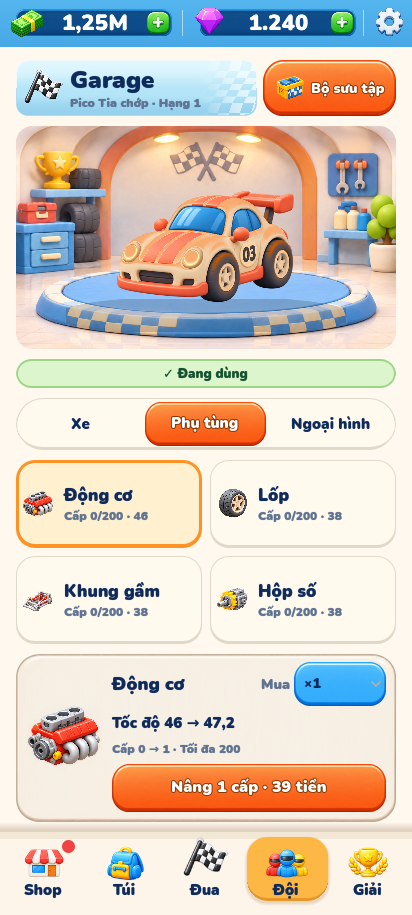 1,25M
1.240
Garage
Pico Tia chớp · Hạng 1
Bộ sưu tập
03
✓ Đang dùng
Xe
Phụ tùng
Ngoại hình
Động cơ
Cấp 0/200 · 46
Lốp
Cấp 0/200 · 38
Khung gầm
Cấp 0/200 · 38
Hộp số
Cấp 0/200 · 38
Động cơ
Mua
×1
Tốc độ 46 → 47,2
Cấp 0 → 1 · Tối đa 200
Nâng 1 cấp · 39 tiền
Shop
Túi
Đua
Đội
Giải